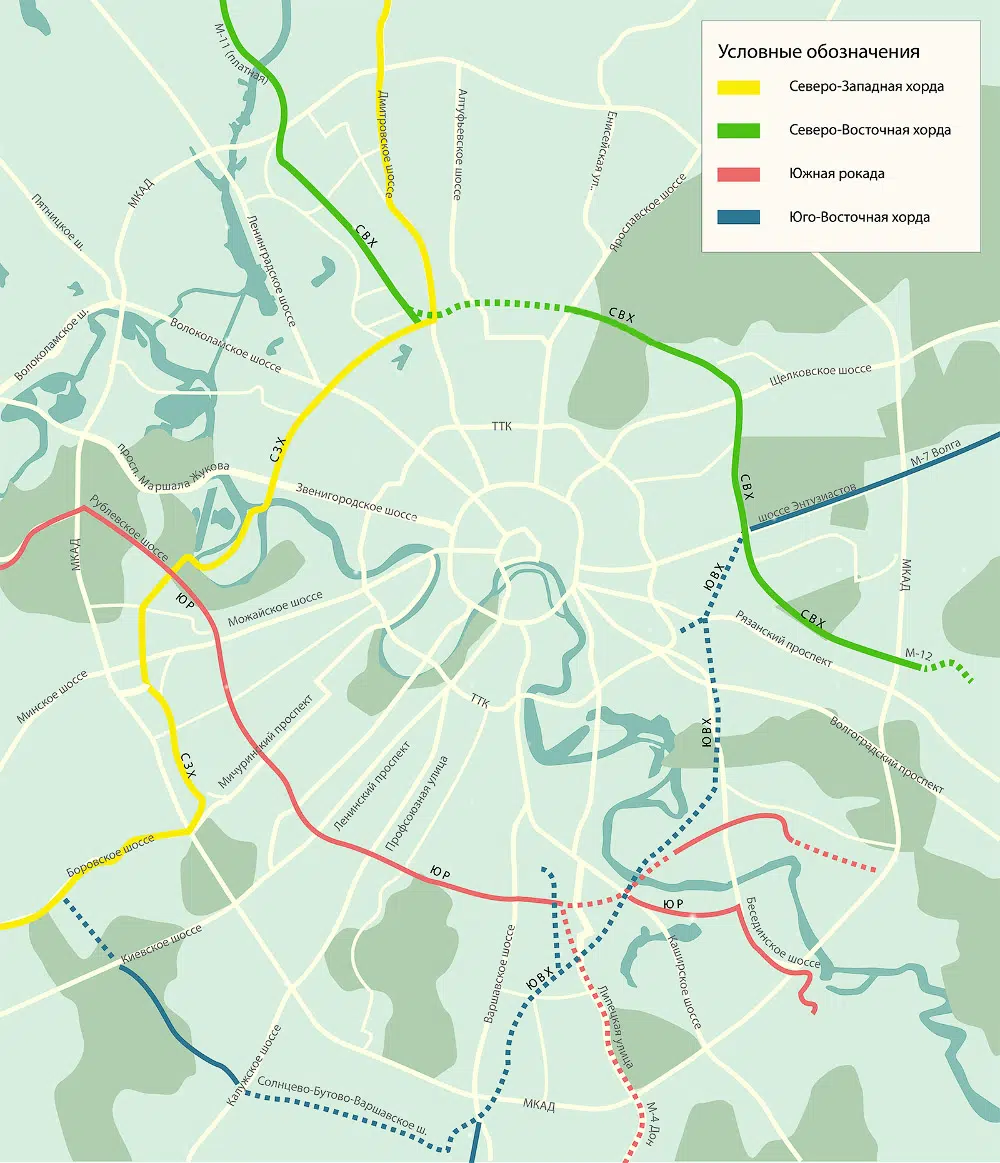 Условные обозначения
Северо-Западная хорда
Северо-Восточная хорда
Южная рокада
Юго-Восточная хорда
М-11 (платная)
Дмитровское шоссе
Алтуфьевское шоссе
Енисейская ул.
Ярославское шоссе
МКАД
Пятницкое ш.
Ленинградское шоссе
СВХ
СВХ
Волоколамское ш.
Волоколамское шоссе
Щелковское шоссе
ТТК
СЗХ
просп. Маршала Жукова
М-7 Волга
Звенигородское шоссе
СВХ
шоссе Энтузиастов
Рублевское шоссе
МКАД
МКАД
ЮВХ
ЮР
Можайское шоссе
СВХ
Рязанский проспект
М-12
Минское шоссе
ТТК
Мичуринский проспект
ЮВХ
Волгоградский проспект
СЗХ
Ленинский проспект
Профсоюзная улица
Боровское шоссе
ЮР
ЮР
Бесединское шоссе
Киевское шоссе
Варшавское шоссе
Каширское шоссе
ЮВХ
Липецкая улица
Калужское шоссе
Солнцево-Бутово-Варшавское ш.
МКАД
М-4 Дон